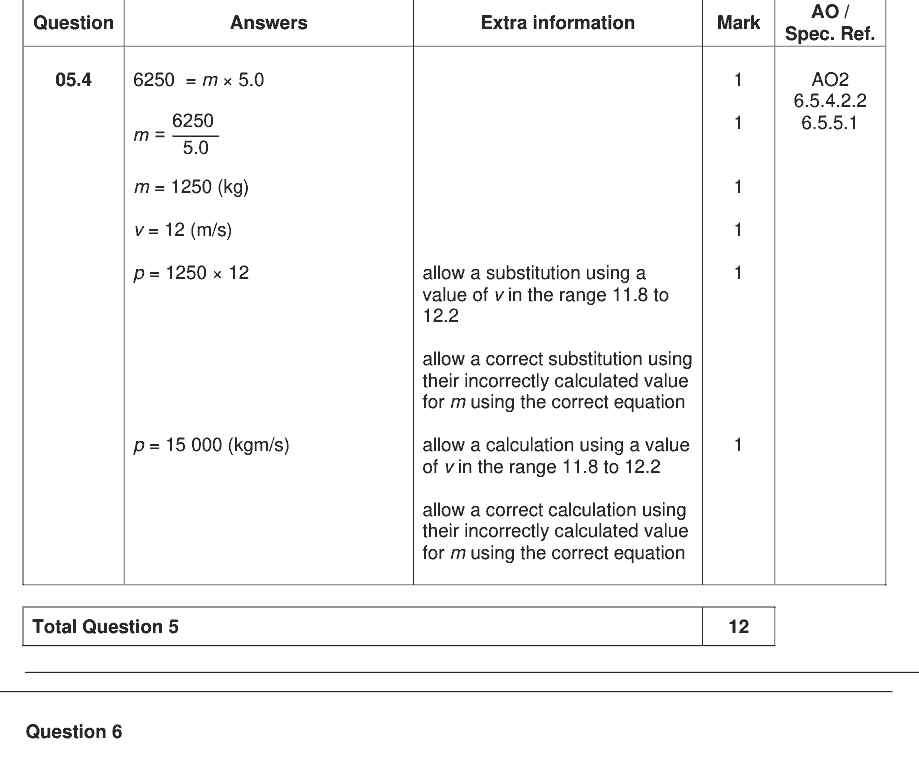 Question Answers Extra information Mark AO /
Spec. Ref.
05.4 6250 = m × 5.0 1 AO2
6.5.4.2.2
m = 6250 / 5.0 1 6.5.5.1
m = 1250 (kg) 1
v = 12 (m/s) 1
p = 1250 × 12 allow a substitution using a 1
value of v in the range 11.8 to
12.2
allow a correct substitution using
their incorrectly calculated value
for m using the correct equation
p = 15 000 (kgm/s) allow a calculation using a value 1
of v in the range 11.8 to 12.2
allow a correct calculation using
their incorrectly calculated value
for m using the correct equation
Total Question 5 12
Question 6